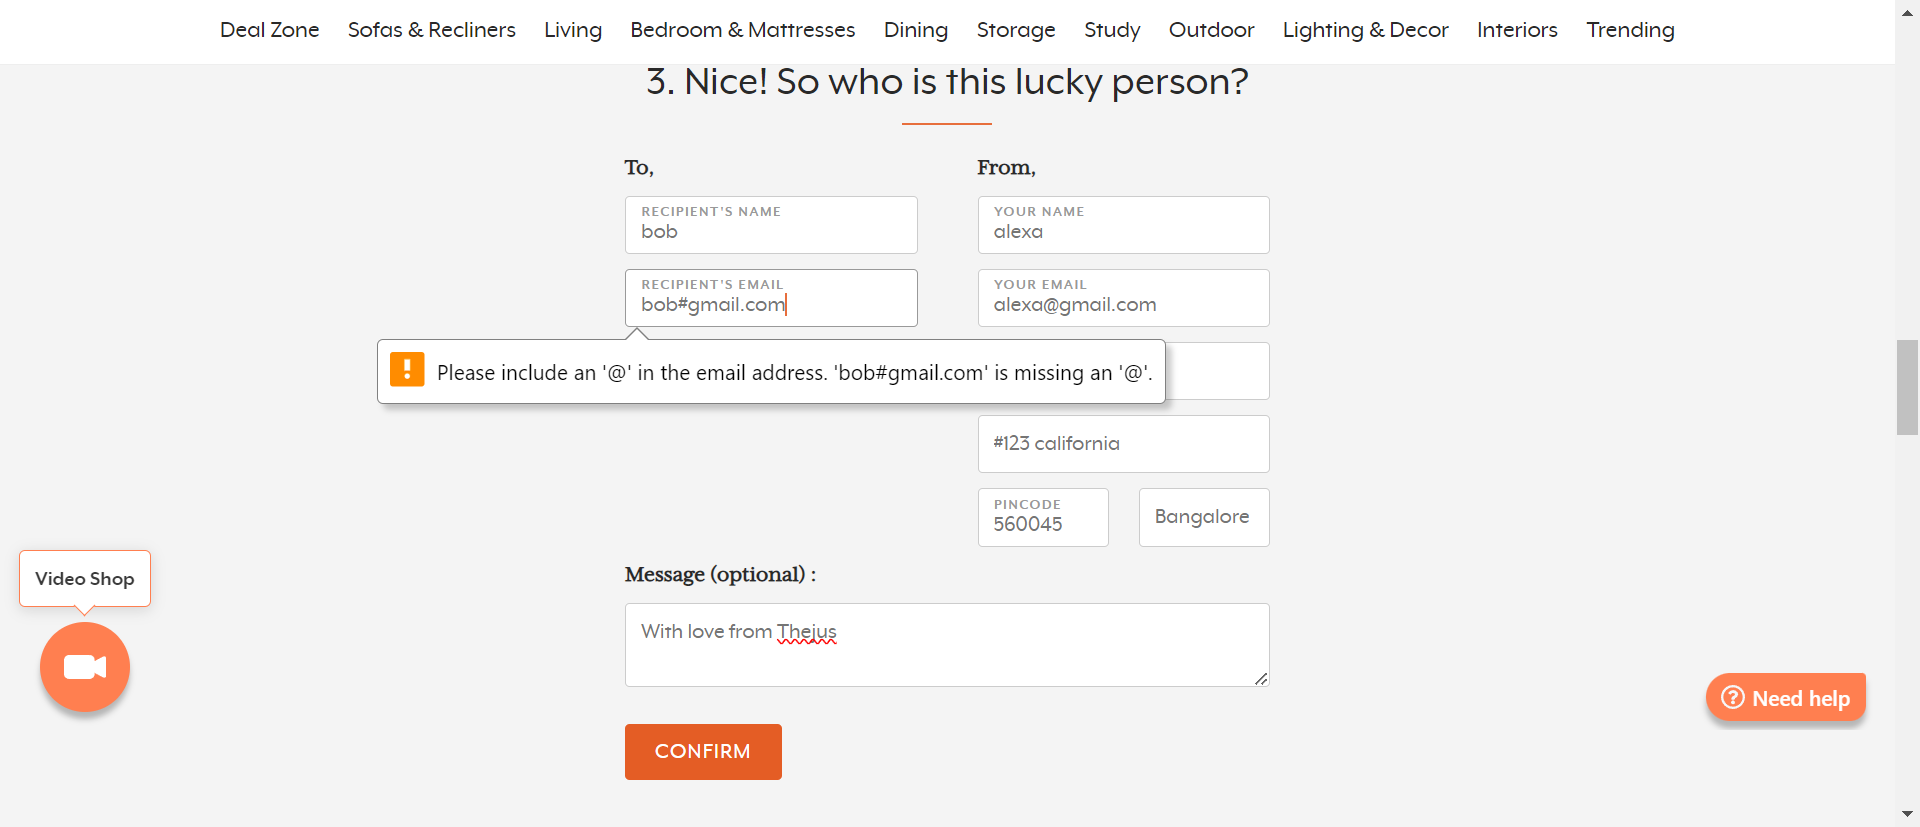 Deal Zone Sofas & Recliners Living Bedroom & Mattresses Dining Storage Study Outdoor Lighting & Decor Interiors Trending
3. Nice! So who is this lucky person?
To,
From,
RECIPIENT'S NAME
bob
YOUR NAME
alexa
RECIPIENT'S EMAIL
bob#gmail.com
YOUR EMAIL
alexa@gmail.com
Please include an '@' in the email address. 'bob#gmail.com' is missing an '@'.
#123 california
PINCODE
560045
Bangalore
Message (optional) :
With love from Thejus
Video Shop
Need help
CONFIRM